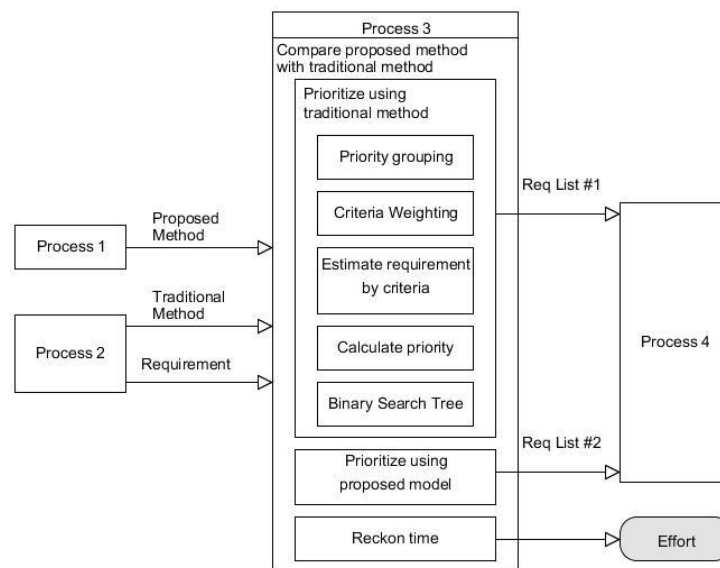 Process 3
Compare proposed method
with traditional method
Prioritize using
traditional method
Priority grouping
Req List #1
Criteria Weighting
Proposed
Method
Process 1
Estimate requirement
by criteria
Traditional
Method
Process 2
Requirement
Calculate priority
Process 4
Binary Search Tree
Req List #2
Prioritize using
proposed model
Reckon time
Effort